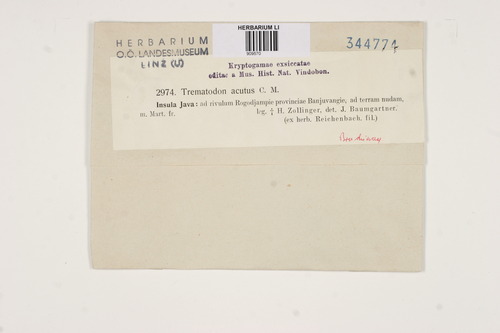 HERBARIUM LI
HERBARIUM
O.Ö. LANDESMUSEUM
LINZ (U)
344774
Kryptogamae exsiccatae
editae a Mus. Hist. Nat. Vindobon.
2974. Trematodon acutus C. M.
Insula Java: ad rivulum Rogodjampie provinciae Banjuvangie, ad terram nudam,
m. Mart. fr. leg. † H. Zollinger, det. J. Baumgartner.
(ex herb. Reichenbach, fil.)